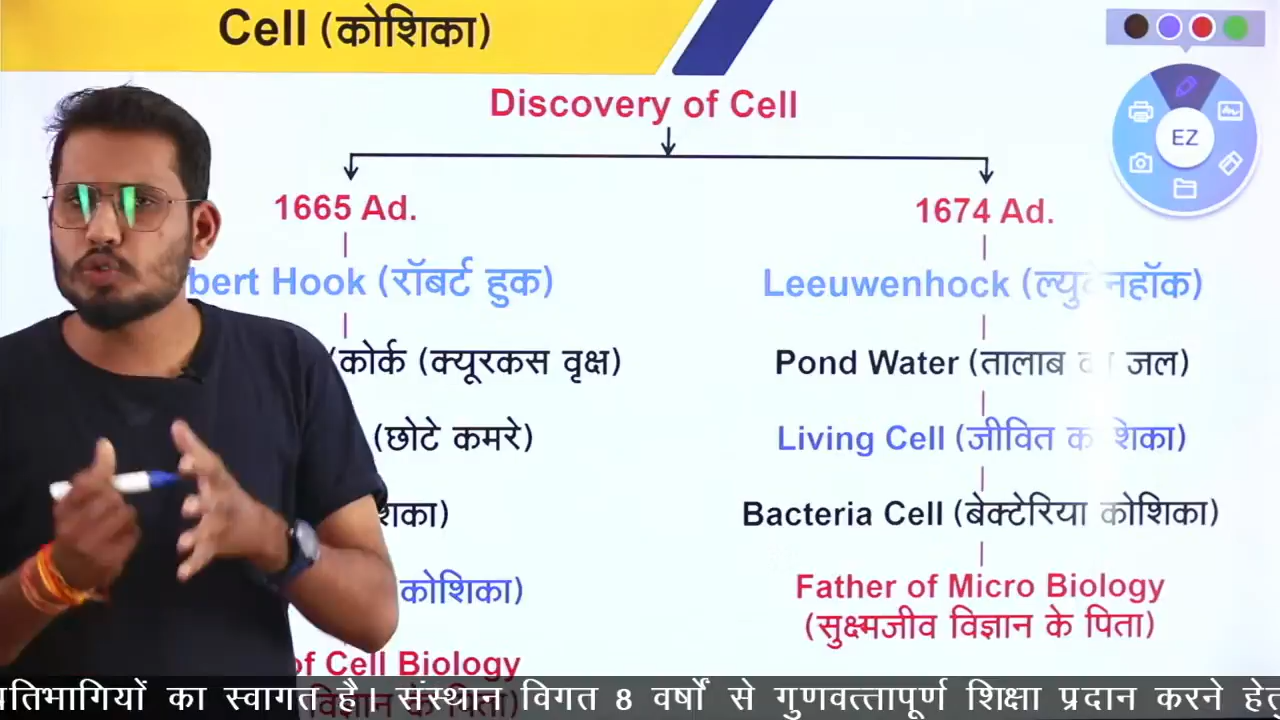 Cell (कोशिका)
EZ
Discovery of Cell
1665 Ad.
bert Hook (रॉबर्ट हुक)
(कोर्क (क्यूरकस वृक्ष)
(छोटे कमरे)
कोशिका)
of Cell Biology
विज्ञान के पिता)
1674 Ad.
Leeuwenhock
Pond Water (तालाब जल)
Living Cell (जीवित
Bacteria Cell (बेक्टेरिया कोशिका)
Father of Micro Biology
(सुक्ष्मजीव विज्ञान के पिता)
का स्वागत है। संस्थान विगत 8 वर्षों से गुणवत्तापूर्ण शिक्षा प्रदान करने हेतु